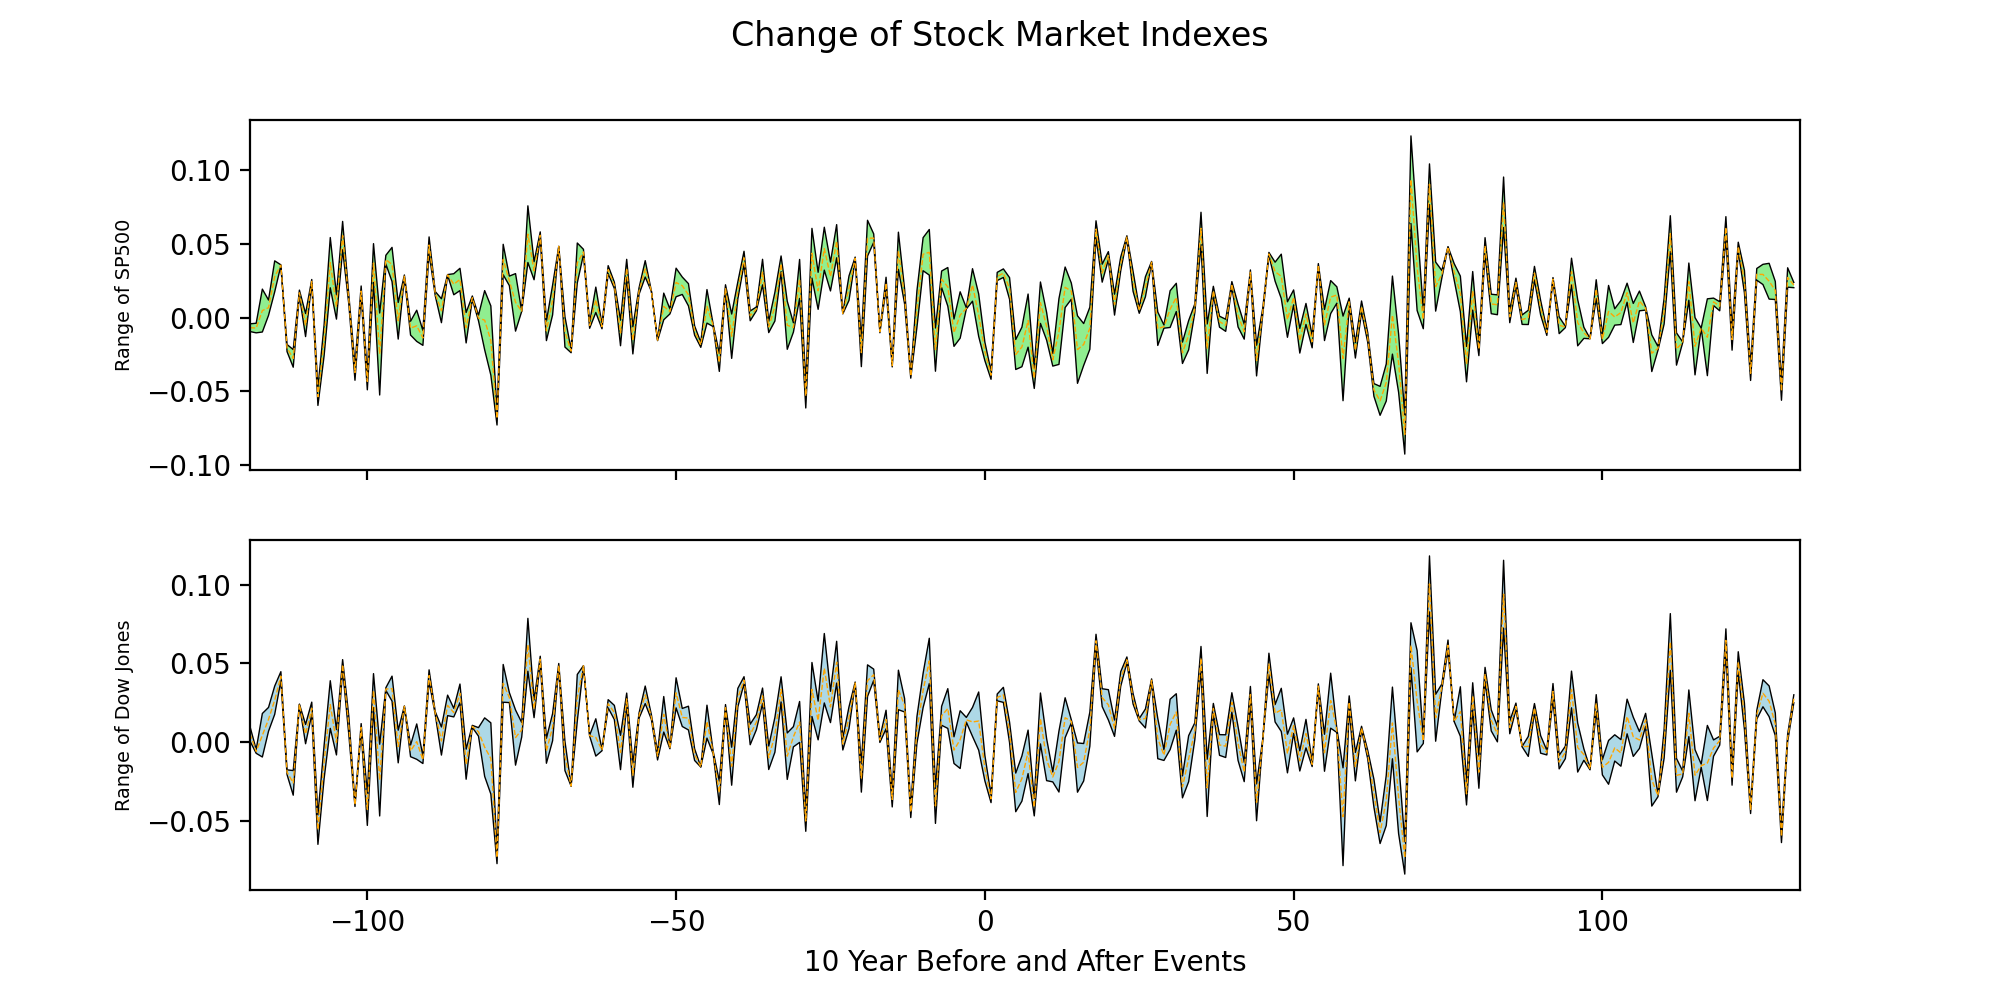 Change of Stock Market Indexes
0.10
0.05
0.00
−0.05
−0.10
Range of SP500
0.10
0.05
0.00
−0.05
Range of Dow Jones
−100 −50 0 50 100
10 Year Before and After Events